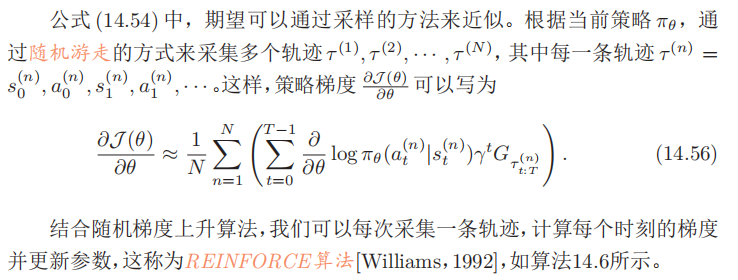 公式 (14.54) 中，期望可以通过采样的方法来近似。根据当前策略 $\pi_\theta$，通
过随机游走的方式来采集多个轨迹 $\tau^{(1)}, \tau^{(2)}, \cdots, \tau^{(N)}$，其中每一条轨迹 $\tau^{(n)} =$
$s_0^{(n)}, a_0^{(n)}, s_1^{(n)}, a_1^{(n)}, \cdots$。这样，策略梯度 $\frac{\partial \mathcal{J}(\theta)}{\partial \theta}$ 可以写为
$\frac{\partial \mathcal{J}(\theta)}{\partial \theta} \approx \frac{1}{N} \sum_{n=1}^{N} \left( \sum_{t=0}^{T-1} \frac{\partial}{\partial \theta} \log \pi_\theta(a_t^{(n)}|s_t^{(n)}) \gamma^t G_{\tau_{t:T}^{(n)}} \right).$ (14.56)
结合随机梯度上升算法，我们可以每次采集一条轨迹，计算每个时刻的梯度
并更新参数，这称为REINFORCE算法[Williams，1992]，如算法14.6所示。